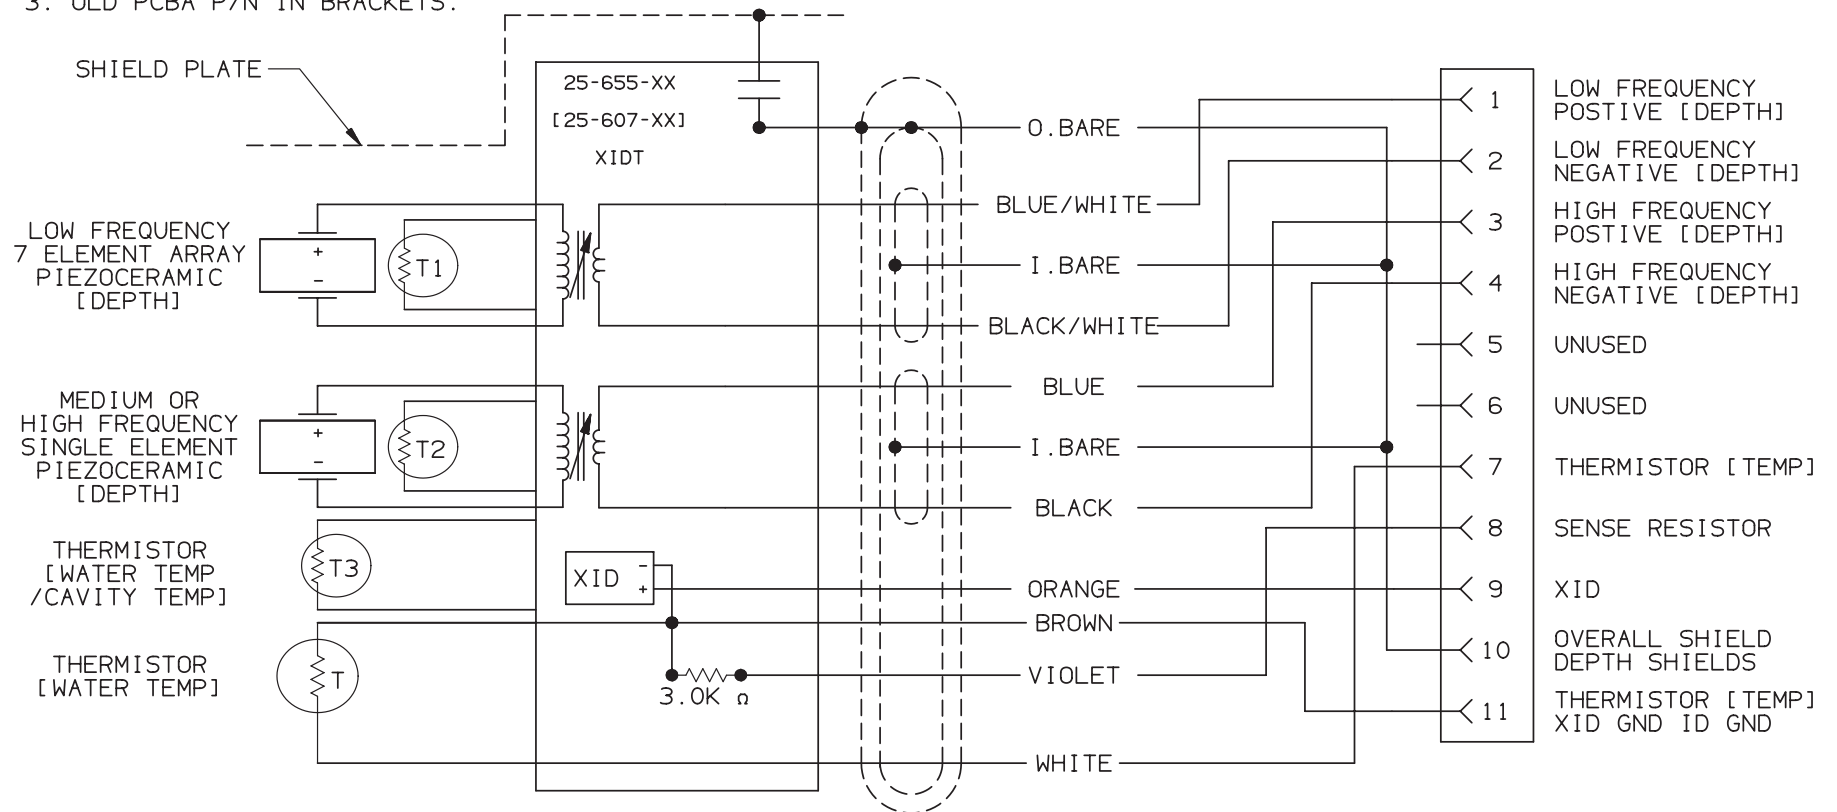 3. OLD PCBA P/N IN BRACKETS.
SHIELD PLATE
25-655-XX
[25-607-XX]
XIDT
LOW FREQUENCY
7 ELEMENT ARRAY
PIEZOCERAMIC
[DEPTH]
+
-
T1
MEDIUM OR
HIGH FREQUENCY
SINGLE ELEMENT
PIEZOCERAMIC
[DEPTH]
+
-
T2
THERMISTOR
[WATER TEMP
/CAVITY TEMP]
T3
THERMISTOR
[WATER TEMP]
T
XID
-
+
3.0K Ω
O.BARE
BLUE/WHITE
I.BARE
BLACK/WHITE
BLUE
I.BARE
BLACK
ORANGE
BROWN
VIOLET
WHITE
1 LOW FREQUENCY
POSTIVE [DEPTH]
2 LOW FREQUENCY
NEGATIVE [DEPTH]
3 HIGH FREQUENCY
POSTIVE [DEPTH]
4 HIGH FREQUENCY
NEGATIVE [DEPTH]
5 UNUSED
6 UNUSED
7 THERMISTOR [TEMP]
8 SENSE RESISTOR
9 XID
10 OVERALL SHIELD
DEPTH SHIELDS
11 THERMISTOR [TEMP]
XID GND ID GND